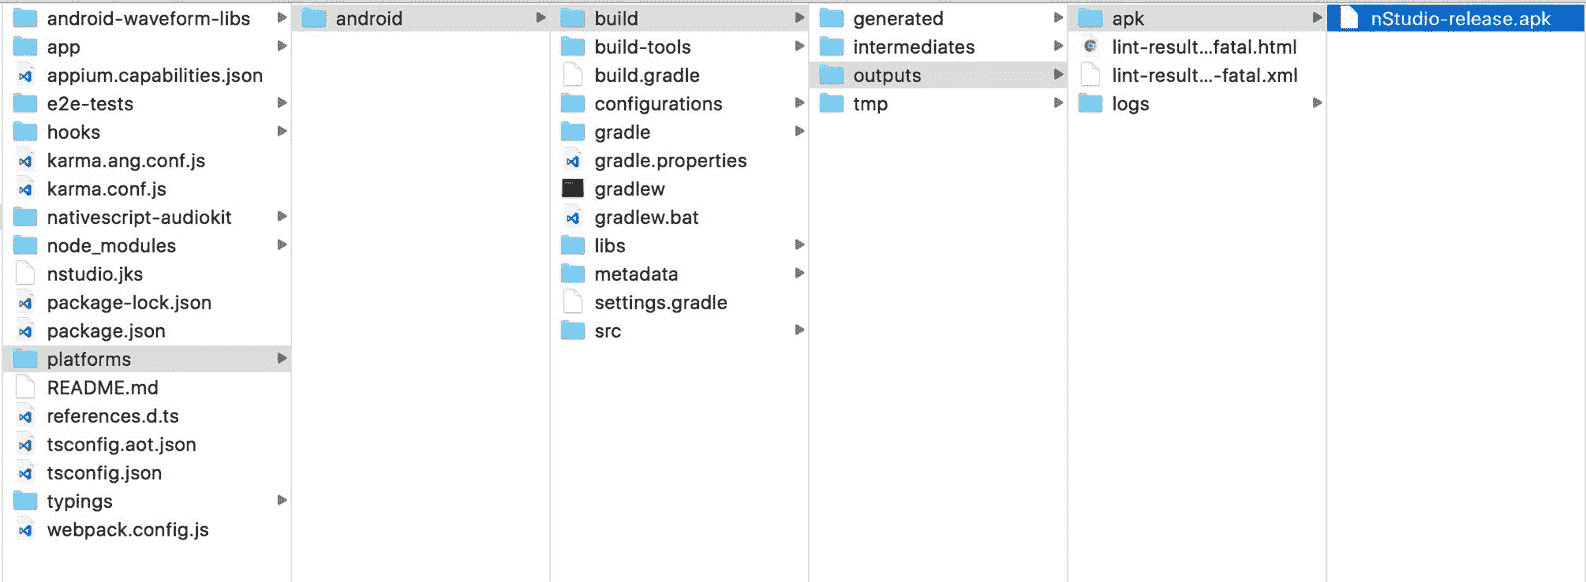 android-waveform-libs
app
appium.capabilities.json
e2e-tests
hooks
karma.ang.conf.js
karma.conf.js
nativescript-audiokit
node_modules
nstudio.jks
package-lock.json
package.json
platforms
README.md
references.d.ts
tsconfig.aot.json
tsconfig.json
typings
webpack.config.js
android
build
build-tools
build.gradle
configurations
gradle
gradle.properties
gradlew
gradlew.bat
libs
metadata
settings.gradle
src
generated
intermediates
outputs
tmp
apk
lint-result...fatal.html
lint-result...-fatal.xml
logs
nStudio-release.apk